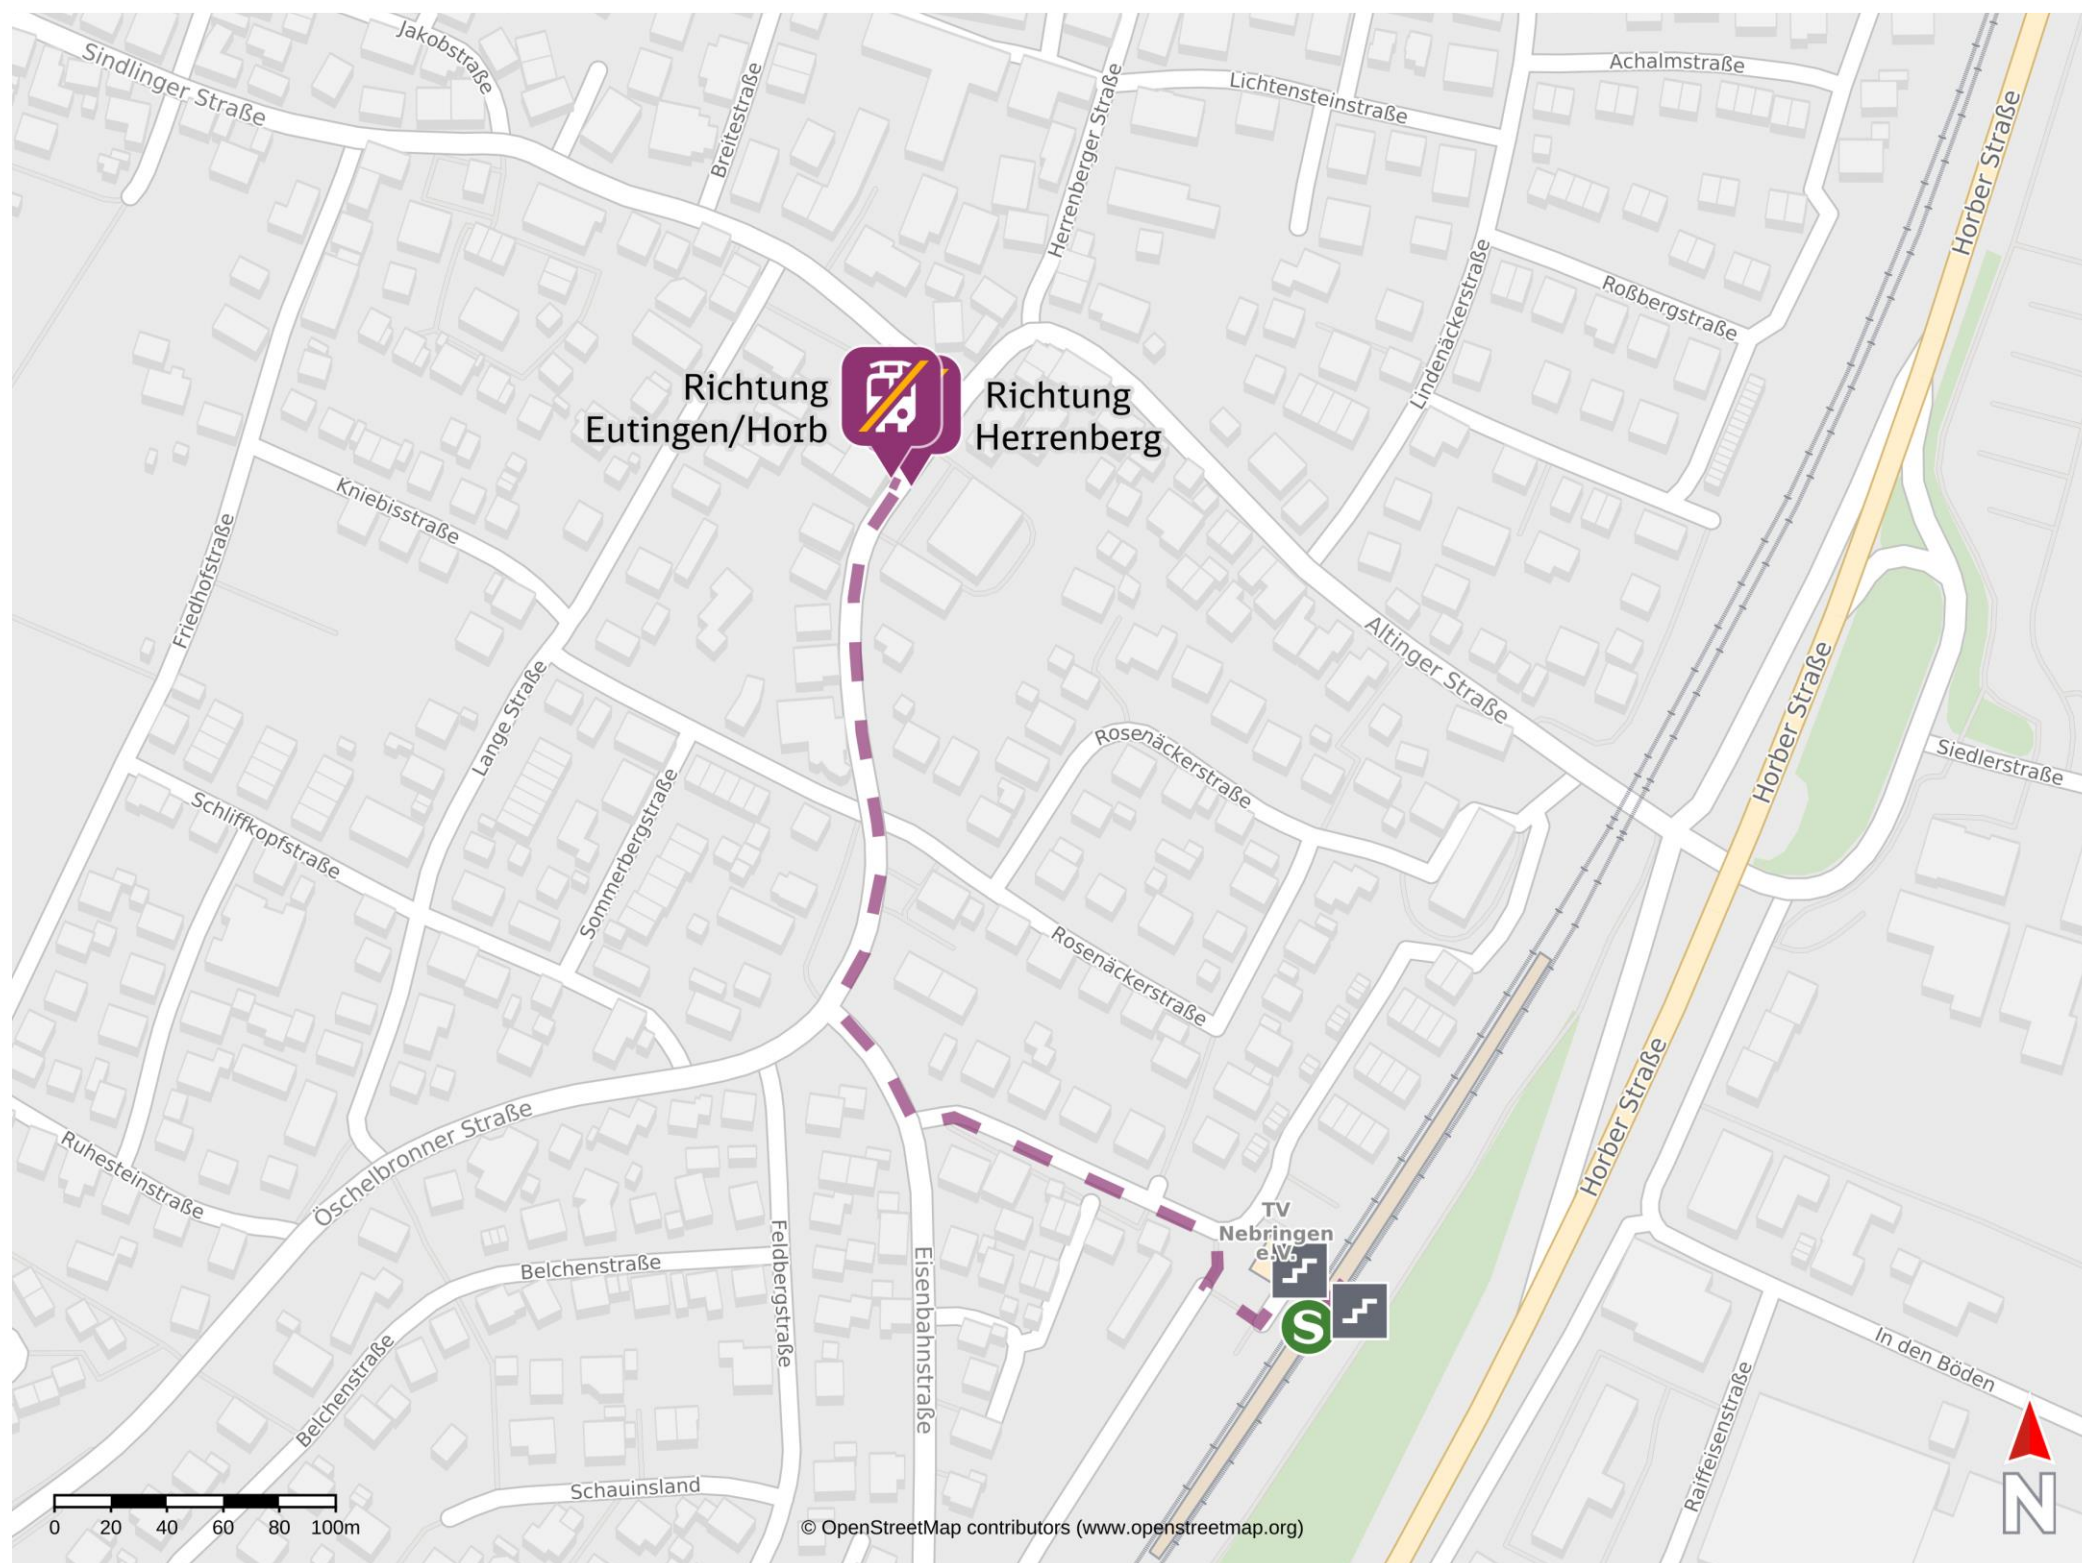 Jakobstraße
Sindlinger Straße
Breitestraße
Herrenberger Straße
Lichtensteinstraße
Achalmstraße
Horber Straße
Roßbergstraße
Lindenäckerstraße
Richtung
Eutingen/Horb
Richtung
Herrenberg
Kniebisstraße
Friedhofstraße
Lange Straße
Altinger Straße
Horber Straße
Siedlerstraße
Rosenäckerstraße
Schliffkopfstraße
Sommerbergstraße
Rosenäckerstraße
Horber Straße
Öschelbronner Straße
Ruhesteinstraße
TV
Nebringen
e.V.
S
Belchenstraße
Feldbergstraße
Eisenbahnstraße
Belchenstraße
In den Böden
Raiffeisenstraße
Schauinsland
N
0 20 40 60 80 100m
© OpenStreetMap contributors (www.openstreetmap.org)